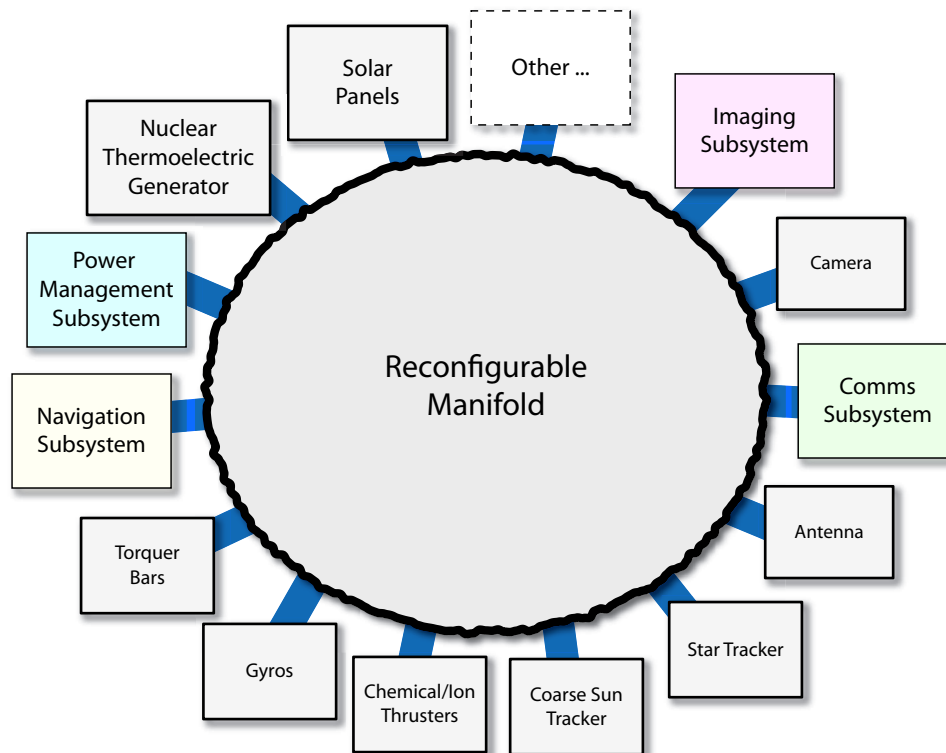 Solar
Panels
Other ...
Imaging
Subsystem
Nuclear
Thermoelectric
Generator
Power
Management
Subsystem
Camera
Reconfigurable
Manifold
Comms
Subsystem
Navigation
Subsystem
Antenna
Torquer
Bars
Star Tracker
Gyros
Chemical/Ion
Thrusters
Coarse Sun
Tracker